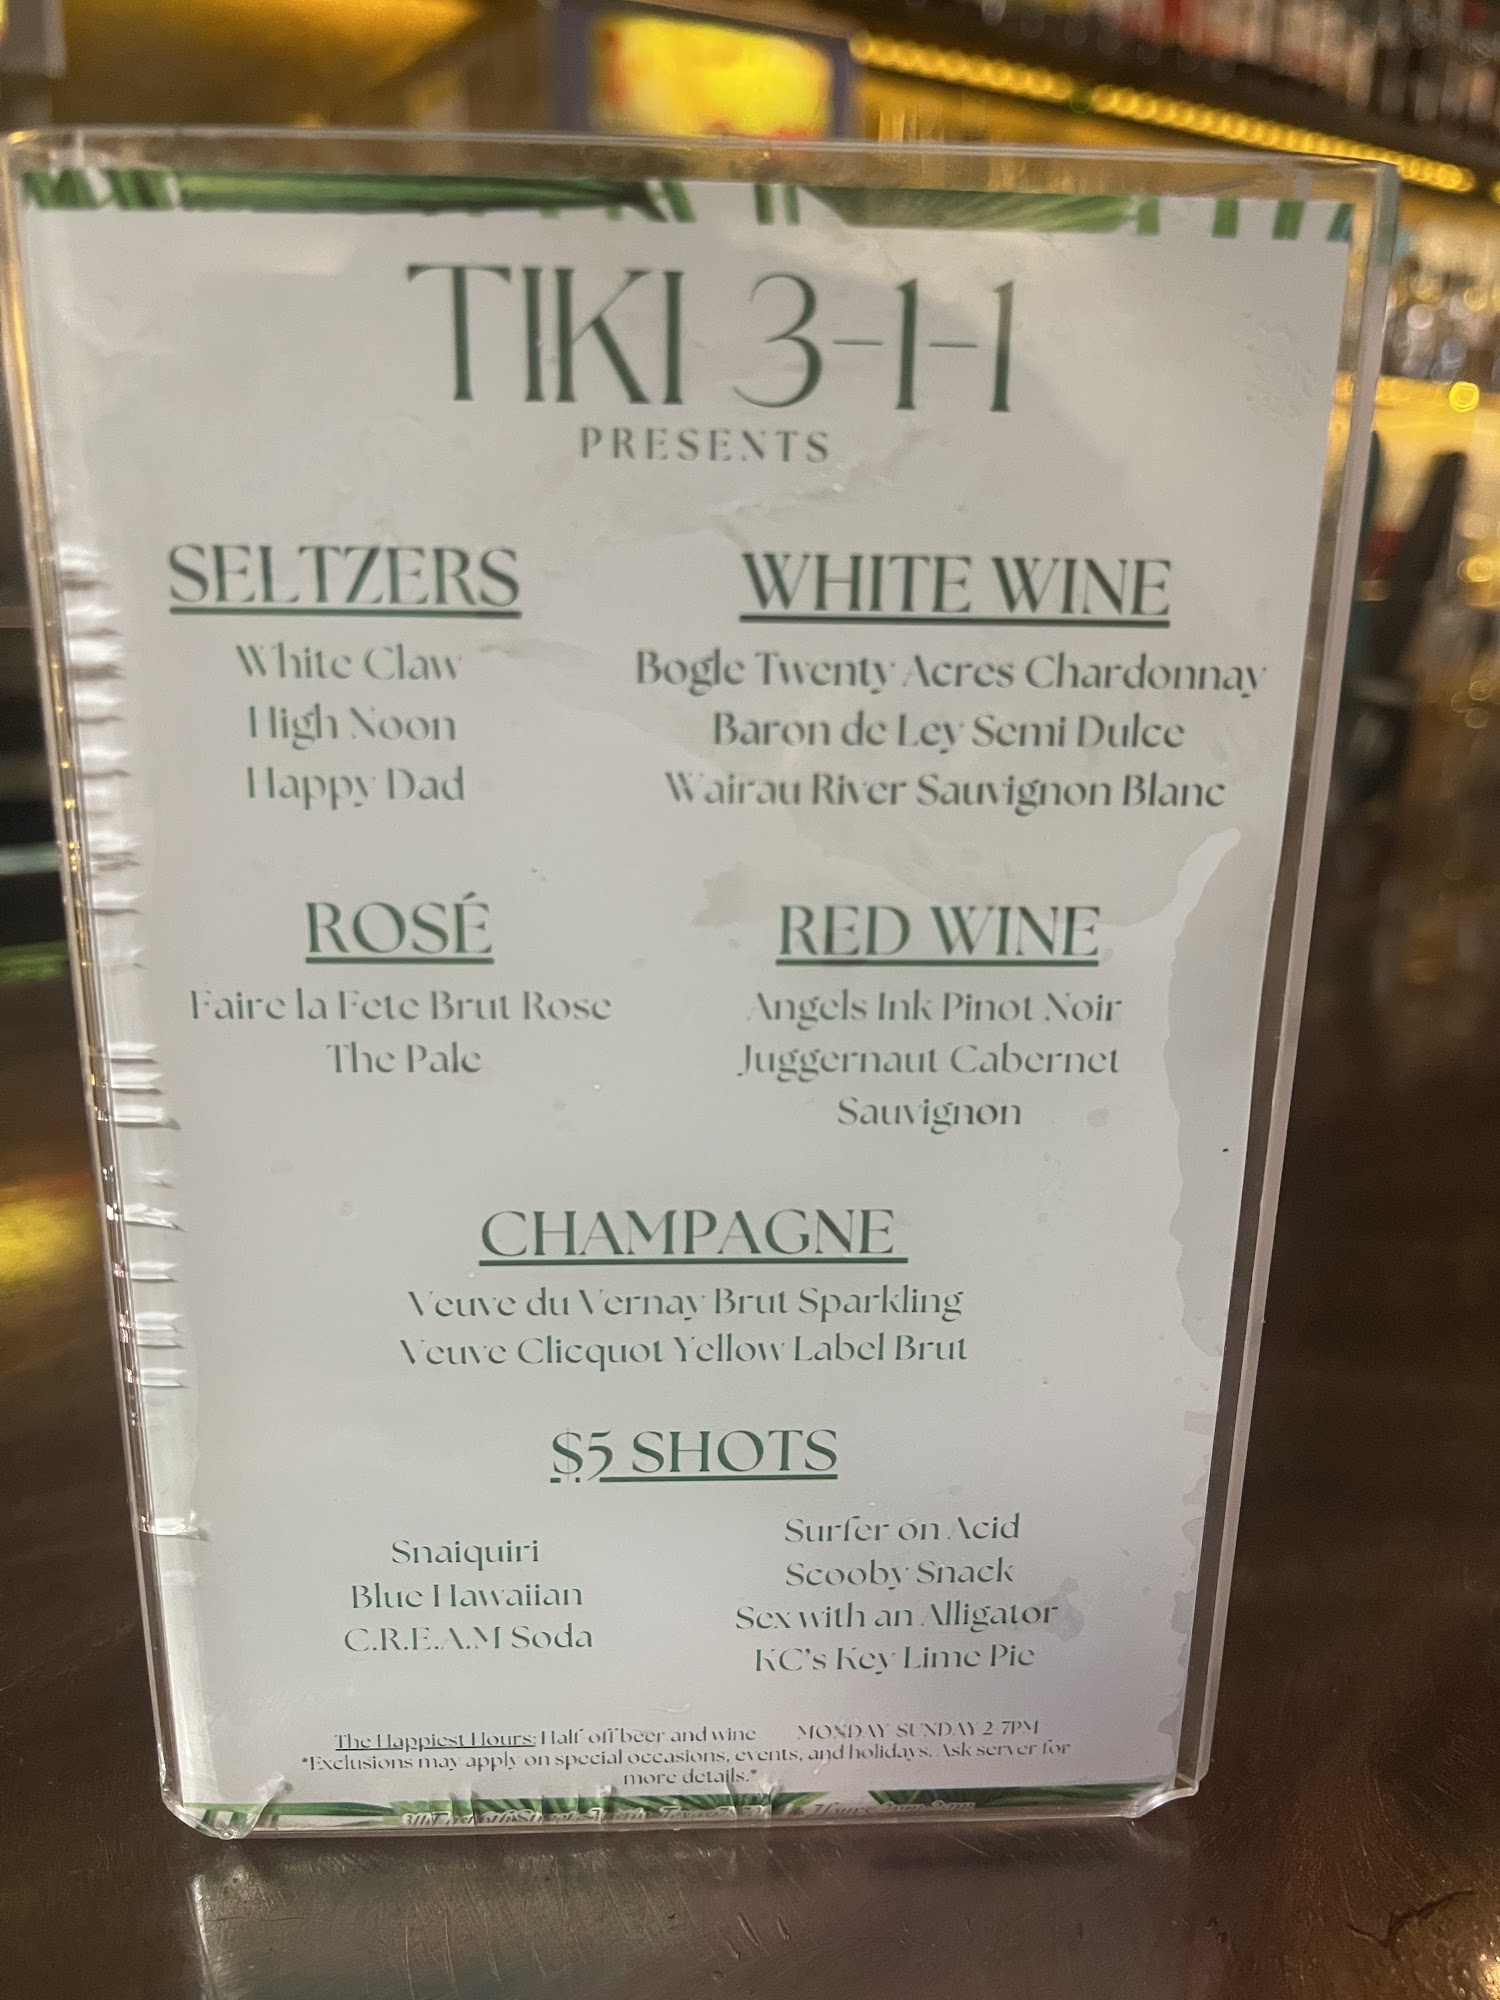 TIKI 3-1-1
PRESENTS
SELTZERS
White Claw
High Noon
Happy Dad
WHITE WINE
Bogle Twenty Acres Chardonnay
Baron de Ley Semi Dulce
Wairau River Sauvignon Blanc
ROSÉ
Faire la Fete Brut Rose
The Pale
RED WINE
Angels Ink Pinot Noir
Juggernaut Cabernet
Sauvignon
CHAMPAGNE
Veuve du Vernay Brut Sparkling
Veuve Clicquot Yellow Label Brut
$5 SHOTS
Snaiquiri
Blue Hawaiian
C.R.E.A.M Soda
Surfer on Acid
Scooby Snack
Sex with an Alligator
KC's Key Lime Pie
The Happiest Hours: Half off beer and wine MONDAY-SUNDAY 2-7PM
*Exclusions may apply on special occasions, events, and holidays. Ask server for
more details.*
Street